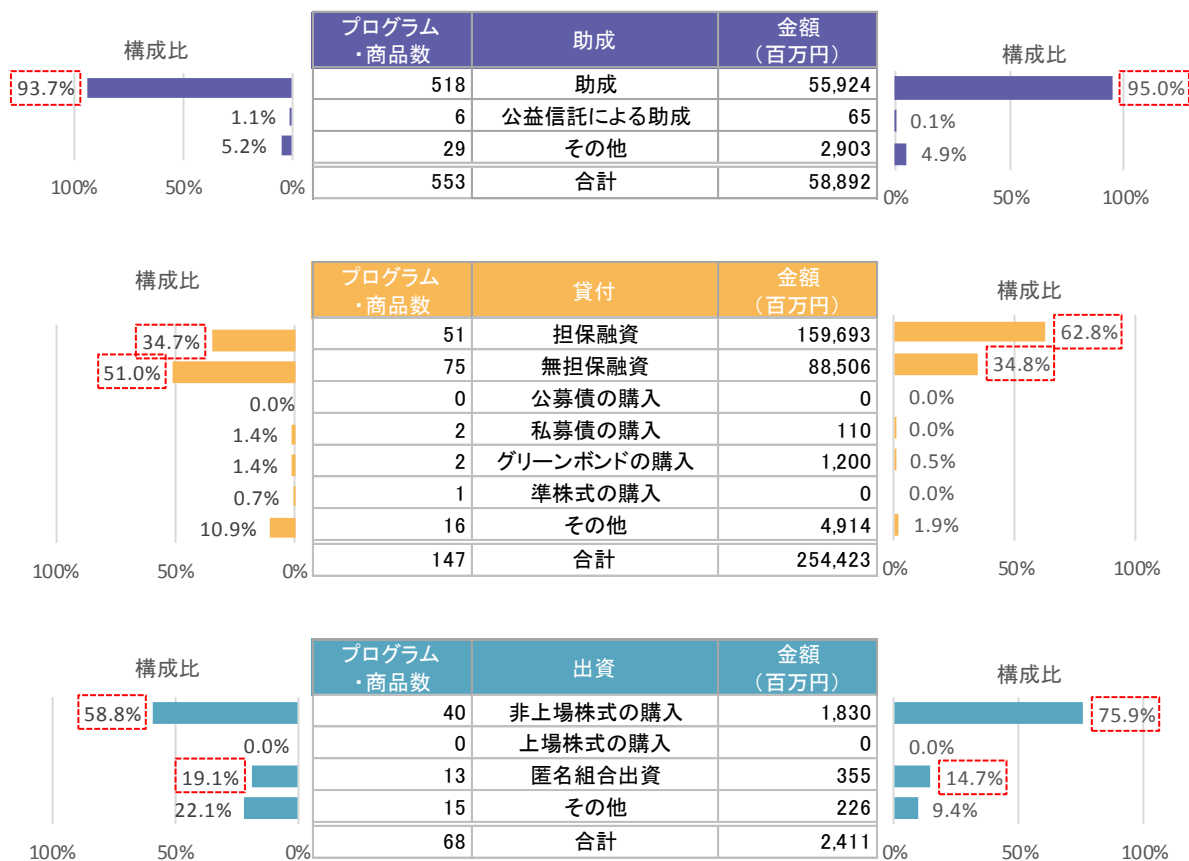 構成比
93.7%
1.1%
5.2%
100% 50% 0%
プログラム・商品数 助成 金額（百万円）
518 助成 55,924
6 公益信託による助成 65
29 その他 2,903
553 合計 58,892
構成比
95.0%
0.1%
4.9%
0% 50% 100%
構成比
34.7%
51.0%
0.0%
1.4%
1.4%
0.7%
10.9%
100% 50% 0%
プログラム・商品数 貸付 金額（百万円）
51 担保融資 159,693
75 無担保融資 88,506
0 公募債の購入 0
2 私募債の購入 110
2 グリーンボンドの購入 1,200
1 準株式の購入 0
16 その他 4,914
147 合計 254,423
構成比
62.8%
34.8%
0.0%
0.0%
0.5%
0.0%
1.9%
0% 50% 100%
構成比
58.8%
0.0%
19.1%
22.1%
100% 50% 0%
プログラム・商品数 出資 金額（百万円）
40 非上場株式の購入 1,830
0 上場株式の購入 0
13 匿名組合出資 355
15 その他 226
68 合計 2,411
構成比
75.9%
0.0%
14.7%
9.4%
0% 50% 100%